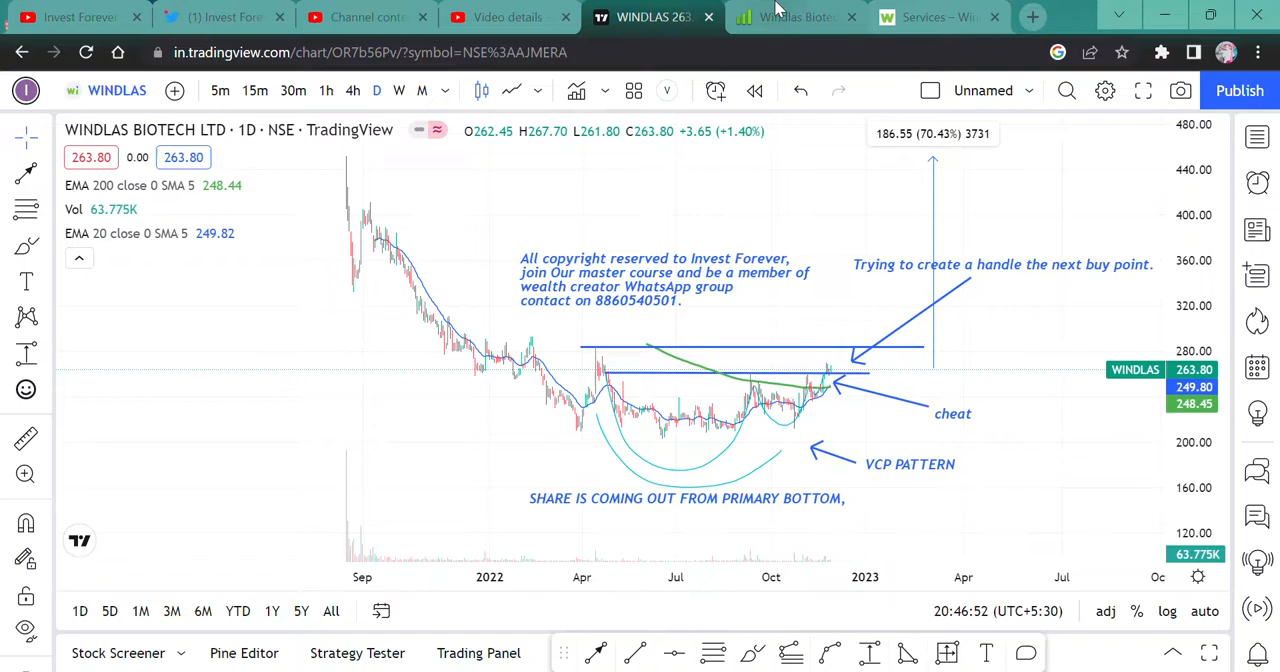 Invest Forever
(1) Invest Fore
Channel conte
Video details
WINDLAS 263
Windlas Biotec
Services – Win
in.tradingview.com/chart/OR7b56Pv/?symbol=NSE%3AAJMERA
I
wi WINDLAS 5m 15m 30m 1h 4h D W M V Unnamed Publish
WINDLAS BIOTECH LTD · 1D · NSE · TradingView O262.45 H267.70 L261.80 C263.80 +3.65 (+1.40%)
263.80 0.00 263.80
EMA 200 close 0 SMA 5 248.44
Vol 63.775K
EMA 20 close 0 SMA 5 249.82
186.55 (70.43%) 3731
All copyright reserved to Invest Forever,
join Our master course and be a member of
wealth creator WhatsApp group
contact on 8860540501.
Trying to create a handle the next buy point.
cheat
VCP PATTERN
SHARE IS COMING OUT FROM PRIMARY BOTTOM,
480.00
440.00
400.00
360.00
320.00
280.00
WINDLAS 263.80
249.80
248.45
200.00
160.00
120.00
63.775K
Sep 2022 Apr Jul Oct 2023 Apr Jul Oc
1D 5D 1M 3M 6M YTD 1Y 5Y All 20:46:52 (UTC+5:30) adj % log auto
Stock Screener Pine Editor Strategy Tester Trading Panel